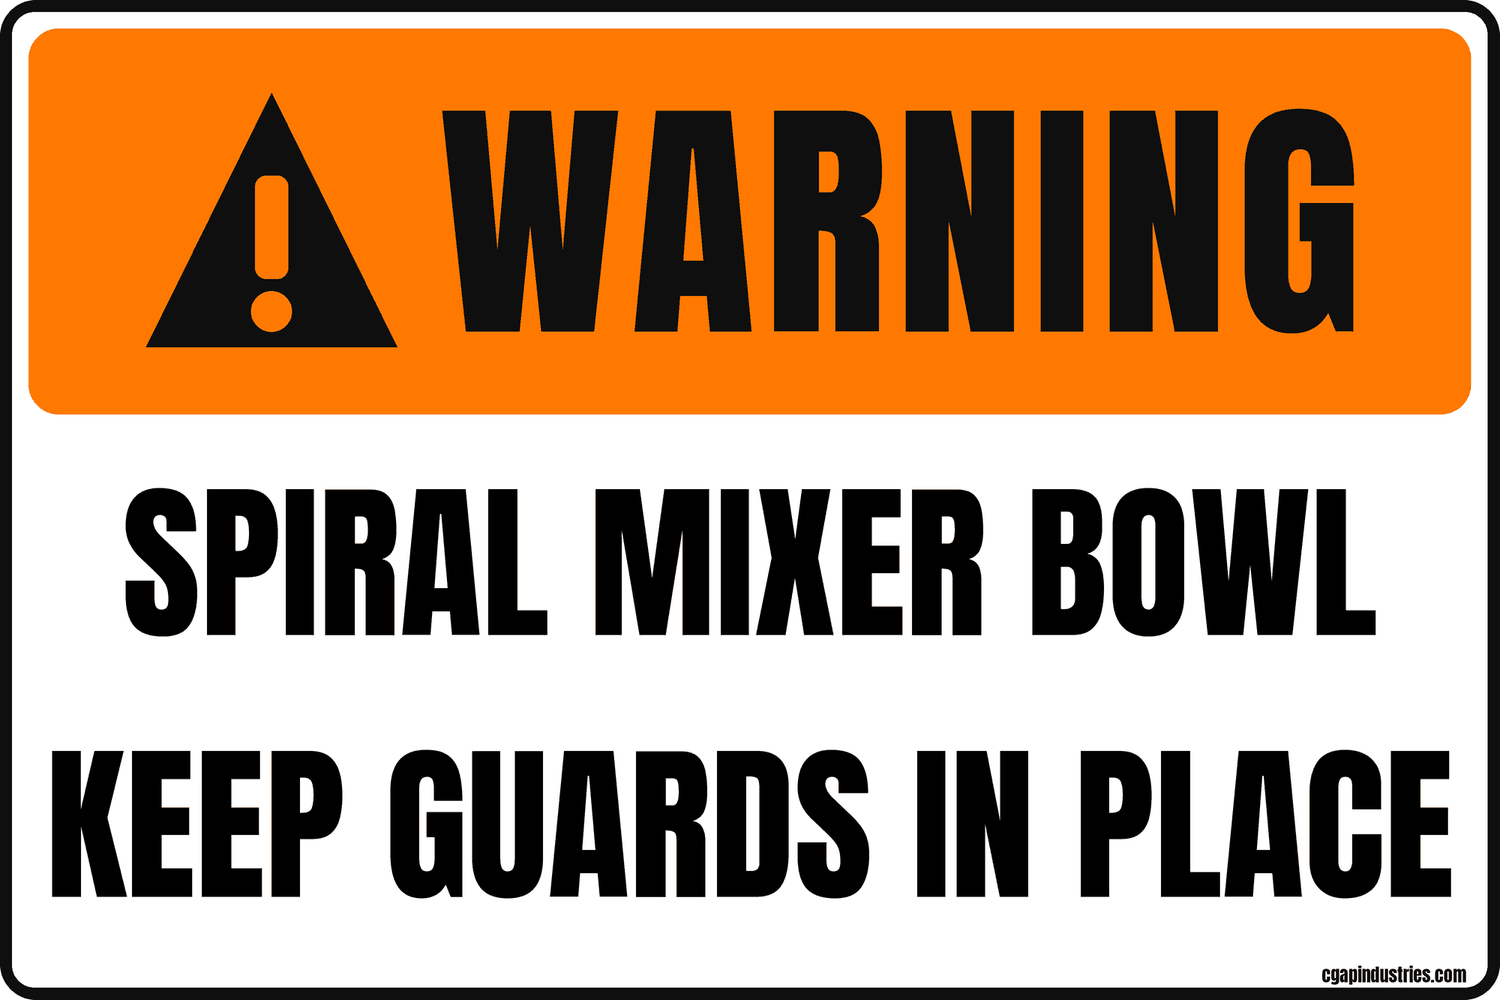 WARNING
SPIRAL MIXER BOWL
KEEP GUARDS IN PLACE
cgapindustries.com